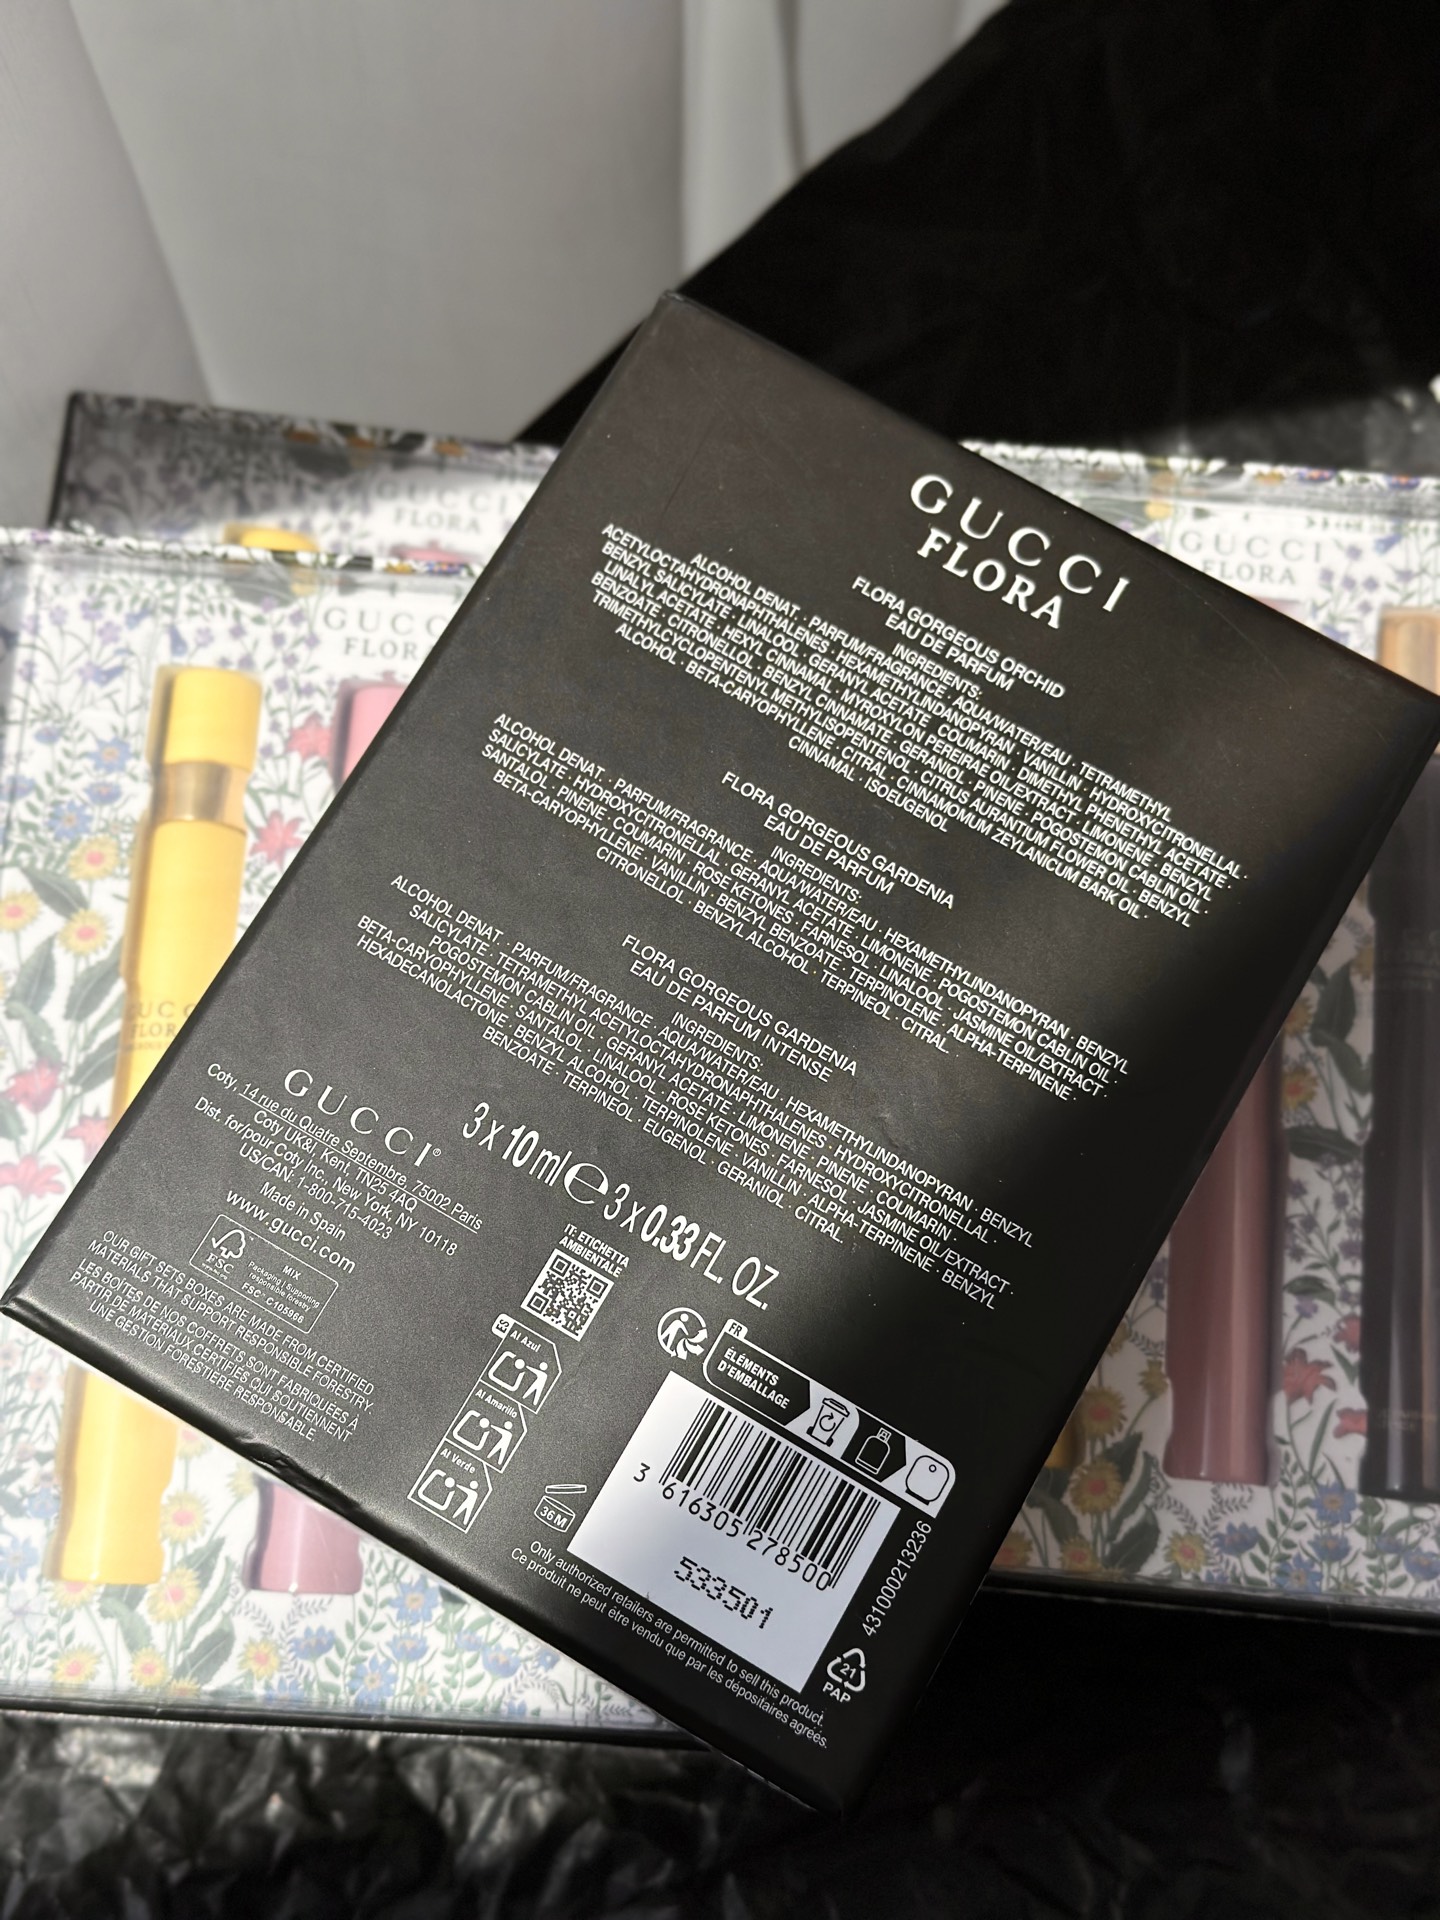 GUCCI
FLORA
FLORA GORGEOUS ORCHID
EAU DE PARFUM
INGREDIENTS:
ALCOHOL DENAT. · PARFUM/FRAGRANCE · AQUA/WATER/EAU · TETRAMETHYL
ACETYLOCTAHYDRONAPHTHALENES · HEXAMETHYLINDANOPYRAN · VANILLIN · HYDROXYCITRONELLAL ·
BENZYL SALICYLATE · LINALOOL · GERANYL ACETATE · COUMARIN · DIMETHYL PHENETHYL ACETATE ·
LINALYL ACETATE · HEXYL CINNAMAL · MYROXYLON PEREIRAE OIL/EXTRACT · LIMONENE · BENZYL
BENZOATE · CITRONELLOL · BENZYL CINNAMATE · GERANIOL · PINENE · POGOSTEMON CABLIN OIL ·
TRIMETHYLCYCLOPENTENYL METHYLISOPENTENOL · CITRUS AURANTIUM FLOWER OIL · BENZYL
ALCOHOL · BETA-CARYOPHYLLENE · CITRAL · CINNAMOMUM ZEYLANICUM BARK OIL ·
CINNAMAL · ISOEUGENOL
FLORA GORGEOUS GARDENIA
EAU DE PARFUM
INGREDIENTS:
ALCOHOL DENAT. · PARFUM/FRAGRANCE · AQUA/WATER/EAU · HEXAMETHYLINDANOPYRAN · BENZYL
SALICYLATE · HYDROXYCITRONELLAL · GERANYL ACETATE · LIMONENE · POGOSTEMON CABLIN OIL ·
SANTALOL · PINENE · COUMARIN · ROSE KETONES · FARNESOL · LINALOOL · JASMINE OIL/EXTRACT ·
BETA-CARYOPHYLLENE · VANILLIN · BENZYL BENZOATE · TERPINOLENE · ALPHA-TERPINENE ·
CITRONELLOL · BENZYL ALCOHOL · TERPINEOL · CITRAL
FLORA GORGEOUS GARDENIA
EAU DE PARFUM INTENSE
INGREDIENTS:
ALCOHOL DENAT. · PARFUM/FRAGRANCE · AQUA/WATER/EAU · HEXAMETHYLINDANOPYRAN · BENZYL
SALICYLATE · TETRAMETHYL ACETYLOCTAHYDRONAPHTHALENES · HYDROXYCITRONELLAL ·
POGOSTEMON CABLIN OIL · GERANYL ACETATE · LIMONENE · PINENE · COUMARIN ·
BETA-CARYOPHYLLENE · SANTALOL · LINALOOL · ROSE KETONES · FARNESOL · JASMINE OIL/EXTRACT ·
HEXADECANOLACTONE · BENZYL ALCOHOL · TERPINOLENE · VANILLIN · ALPHA-TERPINENE · BENZYL
BENZOATE · TERPINEOL · EUGENOL · GERANIOL · CITRAL
GUCCI®
Coty, 14 rue du Quatre Septembre, 75002 Paris
Coty UK&I, Kent, TN25 4AQ
Dist. for/pour Coty Inc., New York, NY 10118
US/CAN: 1-800-715-4023
Made in Spain
www.gucci.com
3 x 10 ml ℮ 3 x 0.33 FL. OZ.
FSC
MIX
Packaging | Supporting
responsible forestry
FSC® C105966
OUR GIFT SETS BOXES ARE MADE FROM CERTIFIED
MATERIALS THAT SUPPORT RESPONSIBLE FORESTRY.
LES BOÎTES DE NOS COFFRETS SONT FABRIQUÉES À
PARTIR DE MATÉRIAUX CERTIFIÉS QUI SOUTIENNENT
UNE GESTION FORESTIÈRE RESPONSABLE.
IT: ETICHETTA
AMBIENTALE
ES
Al Azul
Al Amarillo
Al Verde
36 M
FR
ÉLÉMENTS
D'EMBALLAGE
3 616305 278500
533501
4310002213236
21
PAP
Only authorized retailers are permitted to sell this product.
Ce produit ne peut être vendu que par les dépositaires agréés.
GUCCI
FLORA
GUCCI
FLORA
GUCCI
FLORA